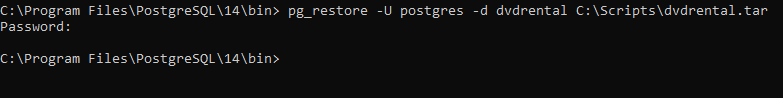 C:\Program Files\PostgreSQL\14\bin> pg_restore -U postgres -d dvdrental C:\Scripts\dvdrental.tar
Password:
C:\Program Files\PostgreSQL\14\bin>